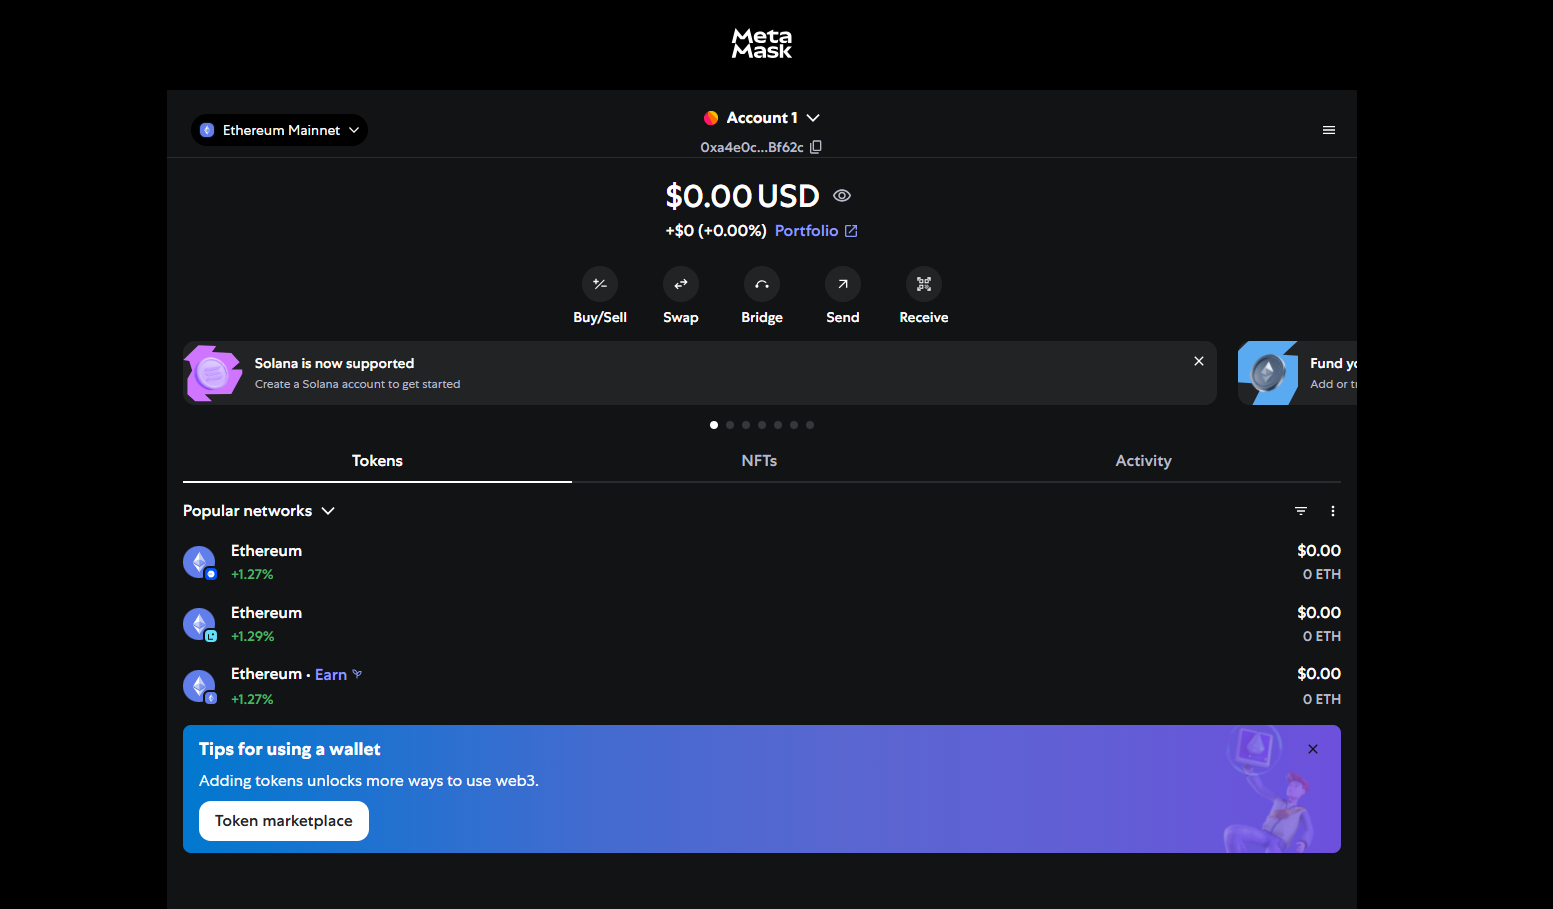 Meta
Mask
Ethereum Mainnet
Account 1
0xa4e0c...Bf62c
$0.00 USD
+$0 (+0.00%) Portfolio
Buy/Sell
Swap
Bridge
Send
Receive
Solana is now supported
Create a Solana account to get started
Fund yo
Add or tr
Tokens
NFTs
Activity
Popular networks
Ethereum
$0.00
+1.27%
0 ETH
Ethereum
$0.00
+1.29%
0 ETH
Ethereum • Earn
$0.00
+1.27%
0 ETH
Tips for using a wallet
Adding tokens unlocks more ways to use web3.
Token marketplace